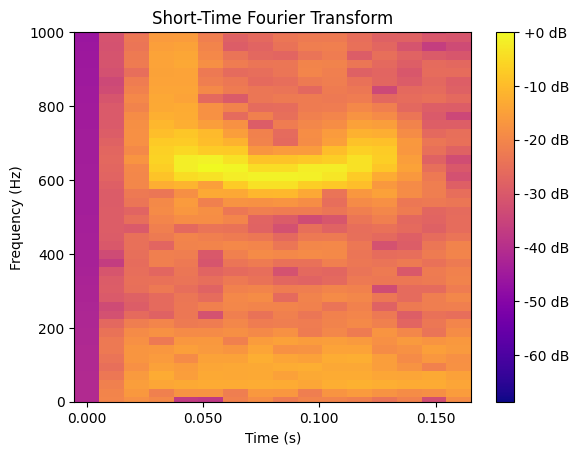 Short-Time Fourier Transform
1000
800
600
400
200
0
Frequency (Hz)
0.000
0.050
0.100
0.150
Time (s)
+0 dB
-10 dB
-20 dB
-30 dB
-40 dB
-50 dB
-60 dB